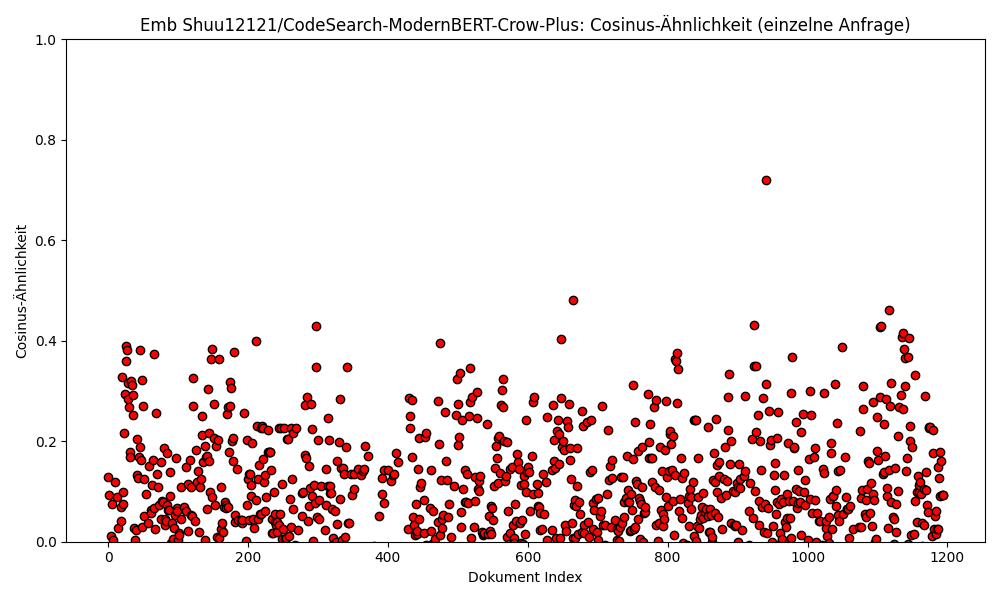 Emb Shuu12121/CodeSearch-ModernBERT-Crow-Plus: Cosinus-Ähnlichkeit (einzelne Anfrage)
1.0
0.8
0.6
0.4
0.2
0.0
Cosinus-Ähnlichkeit
0 200 400 600 800 1000 1200
Dokument Index